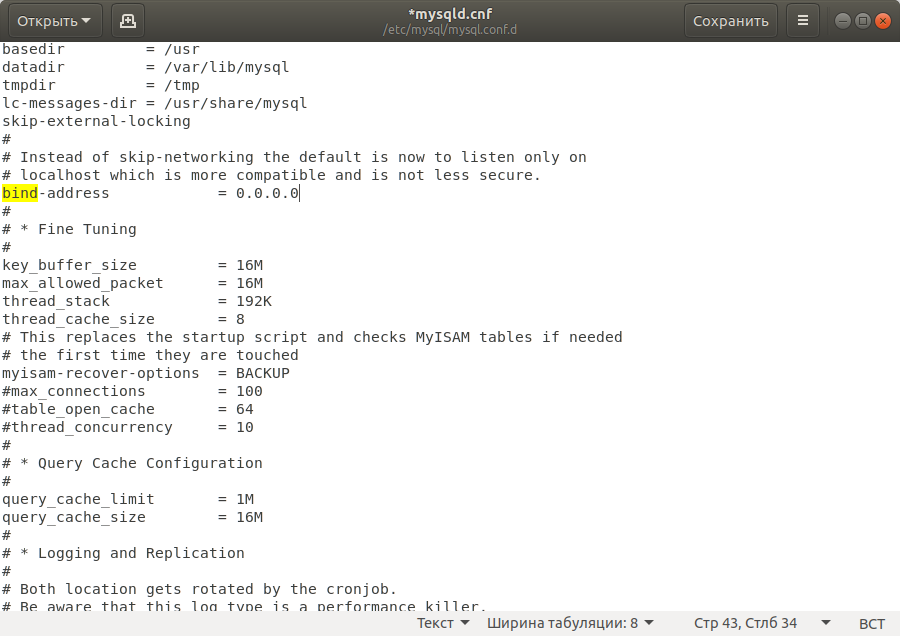 Открыть
*mysqld.cnf
/etc/mysql/mysql.conf.d
Сохранить
basedir = /usr
datadir = /var/lib/mysql
tmpdir = /tmp
lc-messages-dir = /usr/share/mysql
skip-external-locking
#
# Instead of skip-networking the default is now to listen only on
# localhost which is more compatible and is not less secure.
bind-address = 0.0.0.0
#
# * Fine Tuning
#
key_buffer_size = 16M
max_allowed_packet = 16M
thread_stack = 192K
thread_cache_size = 8
# This replaces the startup script and checks MyISAM tables if needed
# the first time they are touched
myisam-recover-options = BACKUP
#max_connections = 100
#table_open_cache = 64
#thread_concurrency = 10
#
# * Query Cache Configuration
#
query_cache_limit = 1M
query_cache_size = 16M
#
# * Logging and Replication
#
# Both location gets rotated by the cronjob.
# Be aware that this log type is a performance killer.
Текст Ширина табуляции: 8 Стр 43, Стлб 34 ВСТ